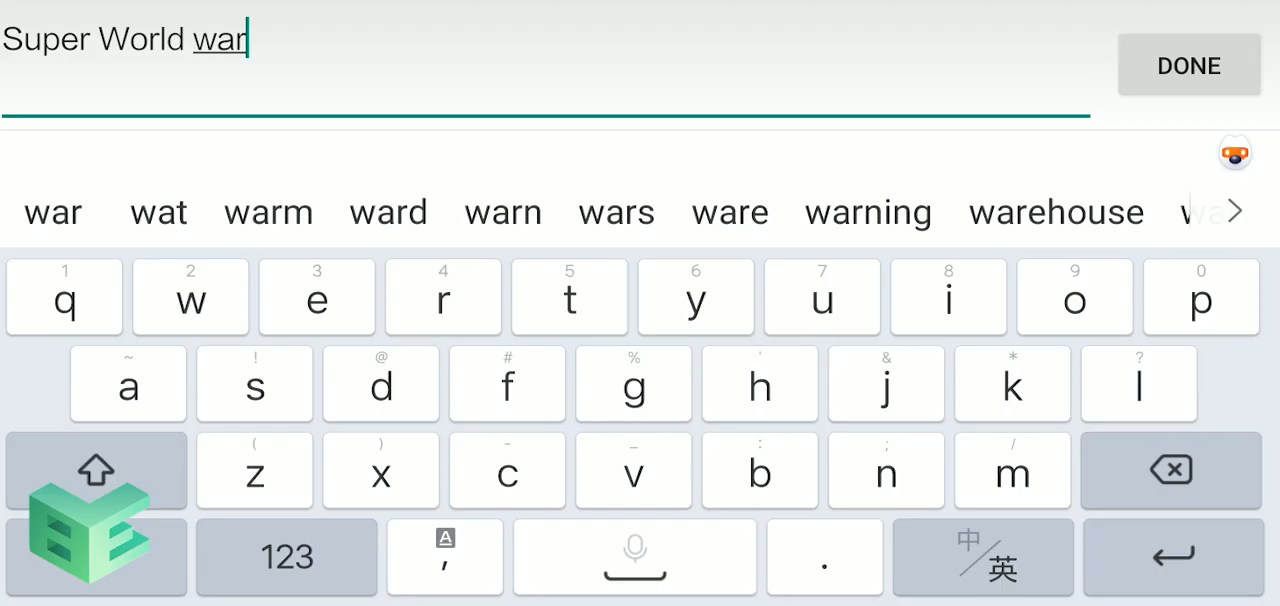 Super World war
DONE
war wat warm ward warn wars ware warning warehouse
1 2 3 4 5 6 7 8 9 0
q w e r t y u i o p
~ ! @ # % ' & * ?
a s d f g h j k l
( ) - _ : ; /
z x c v b n m
123 A , . 中/英